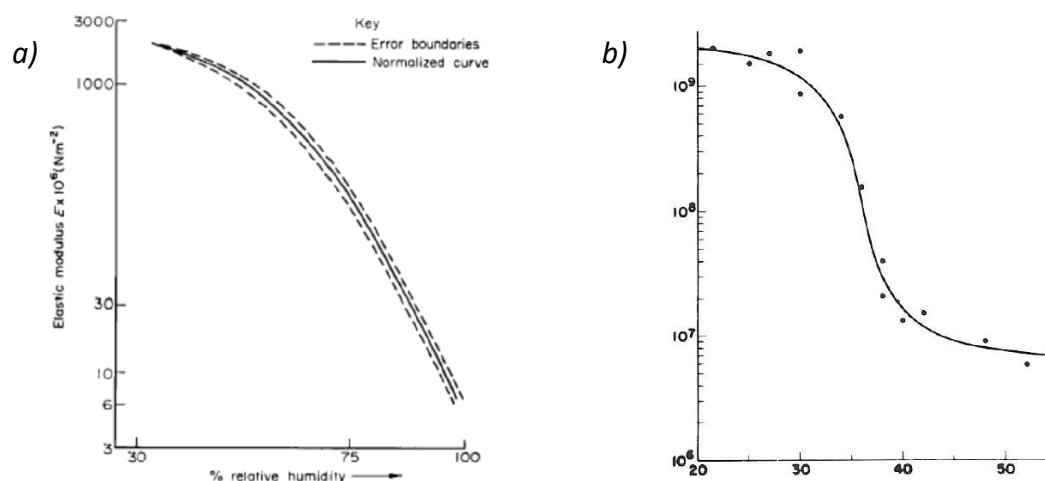 a)
Key
Error boundaries
Normalized curve
3000
1000
30
10
6
3
Elastic modulus E x 10⁶(Nm⁻²)
30
75
100
% relative humidity
b)
10⁹
10⁸
10⁷
10⁶
20
30
40
50